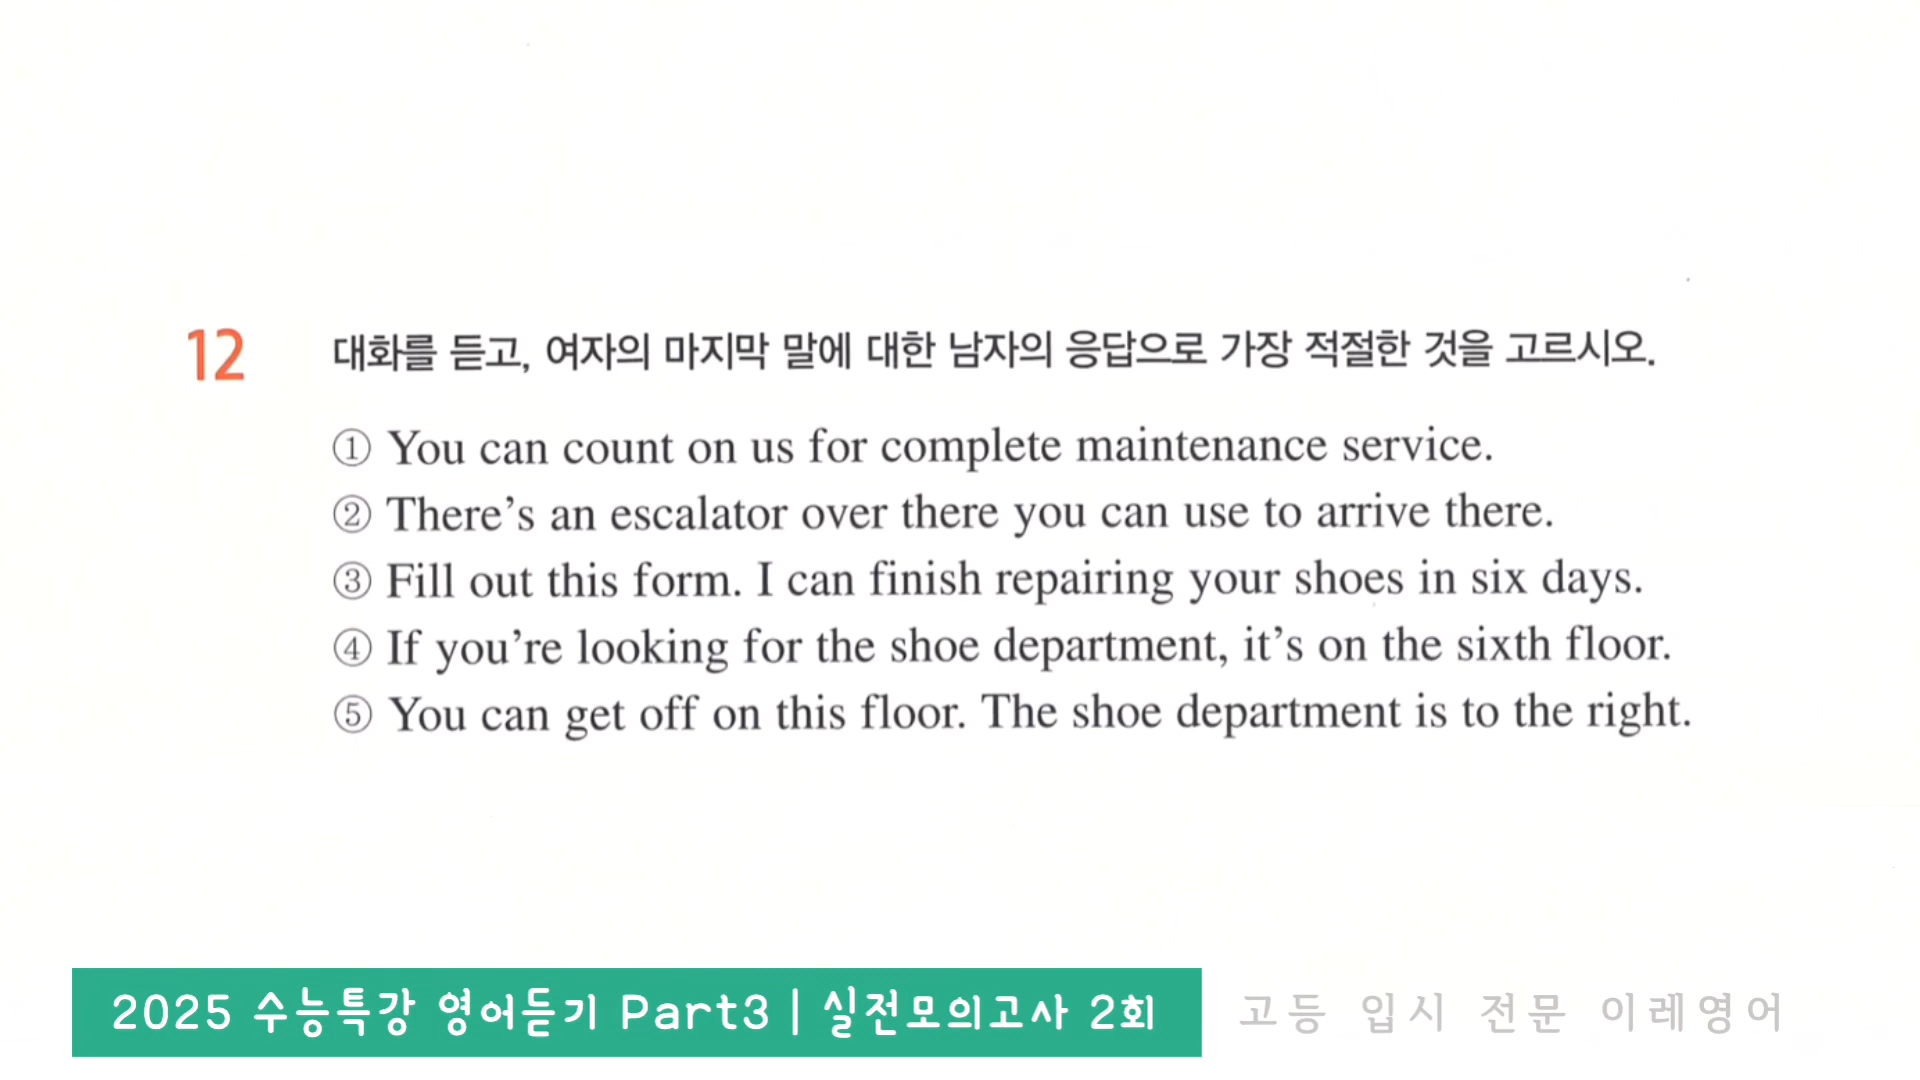 12 대화를 듣고, 여자의 마지막 말에 대한 남자의 응답으로 가장 적절한 것을 고르시오.
① You can count on us for complete maintenance service.
② There's an escalator over there you can use to arrive there.
③ Fill out this form. I can finish repairing your shoes in six days.
④ If you're looking for the shoe department, it's on the sixth floor.
⑤ You can get off on this floor. The shoe department is to the right.
2025 수능특강 영어듣기 Part3 | 실전모의고사 2회 고등 입시 전문 이레영어